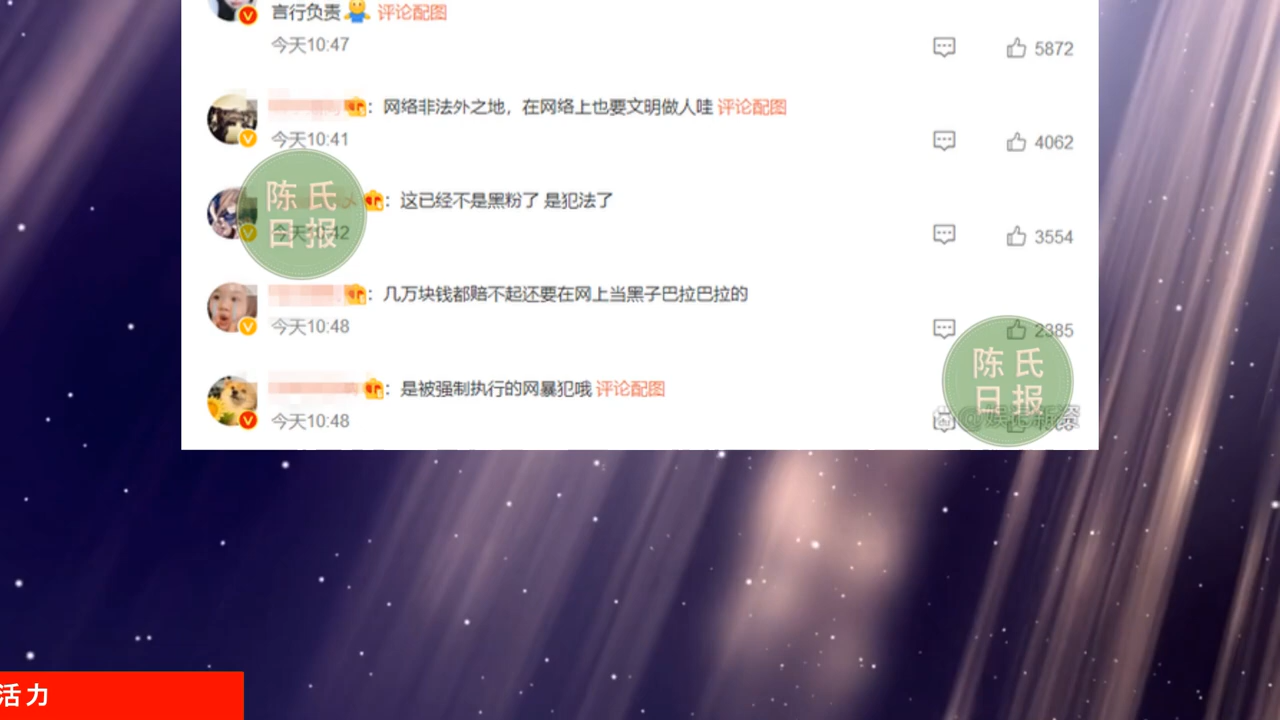 言行负责🤷 评论配图
今天10:47
5872
：网络非法外之地，在网络上也要文明做人哇 评论配图
今天10:41
4062
：这已经不是黑粉了 是犯法了
今天10:42
3554
陈氏
日报
：几万块钱都赔不起还要在网上当黑子巴拉巴拉的
今天10:48
2385
：是被强制执行的网暴犯哦 评论配图
今天10:48
陈氏
日报
活力